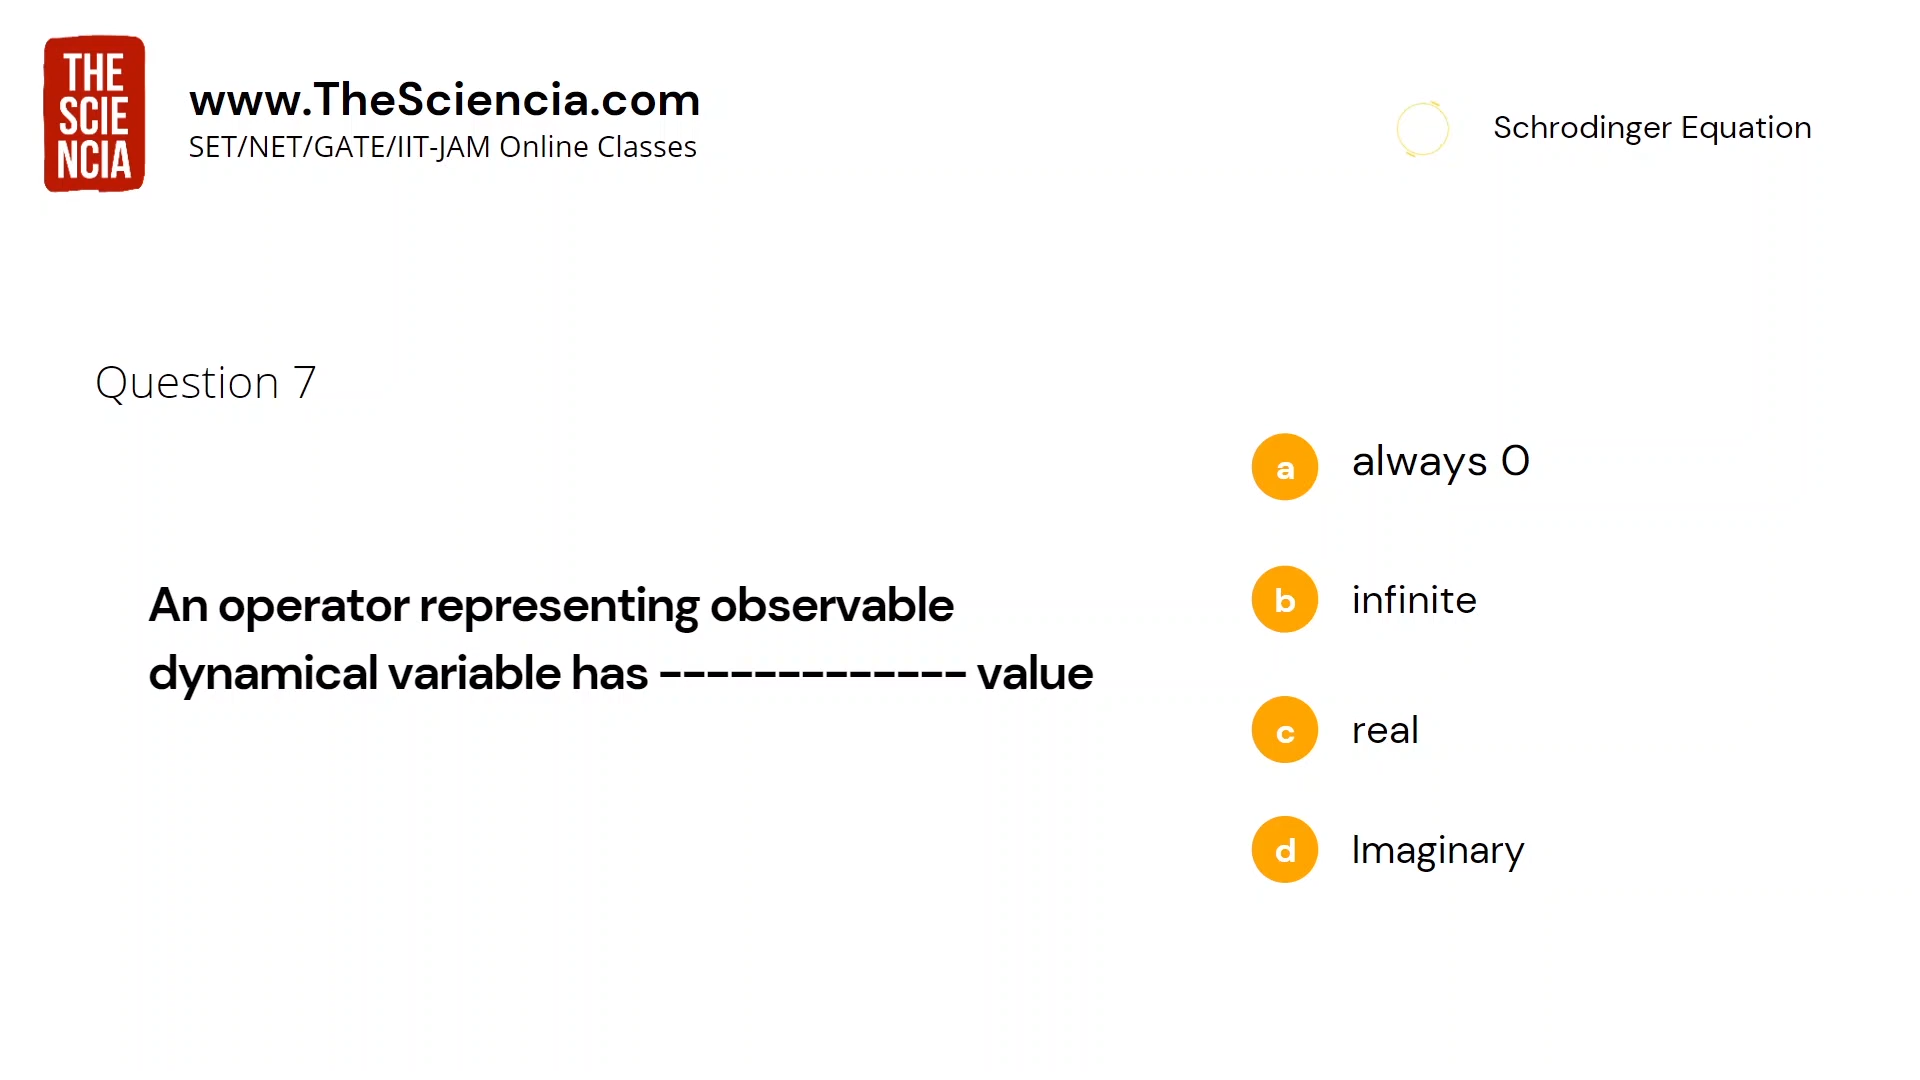 THE
SCIE
NCIA
www.TheSciencia.com
SET/NET/GATE/IIT-JAM Online Classes
Schrodinger Equation
Question 7
An operator representing observable
dynamical variable has ------------- value
a always 0
b infinite
c real
d Imaginary